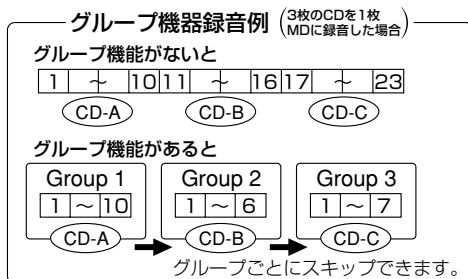 グループ機器録音例 (3枚のCDを1枚
MDに録音した場合)
グループ機能がないと
1 ～ 10 11 ～ 16 17 ～ 23
CD-A CD-B CD-C
グループ機能があると
Group 1 Group 2 Group 3
1 ～ 10 1 ～ 6 1 ～ 7
CD-A CD-B CD-C
グループごとにスキップできます。